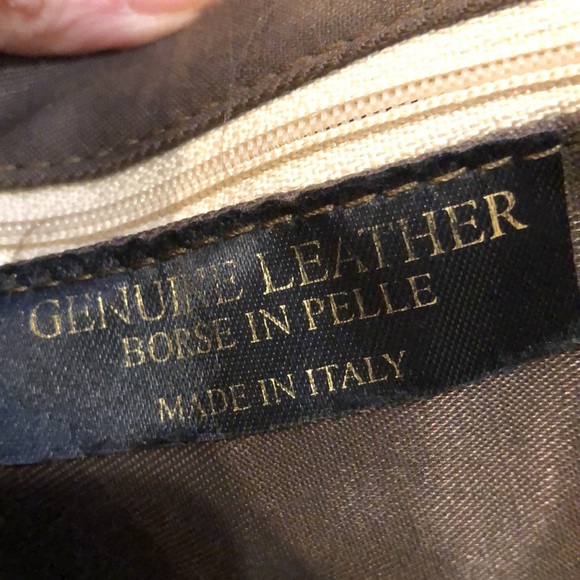 GENUINE LEATHER
BORSE IN PELLE
MADE IN ITALY